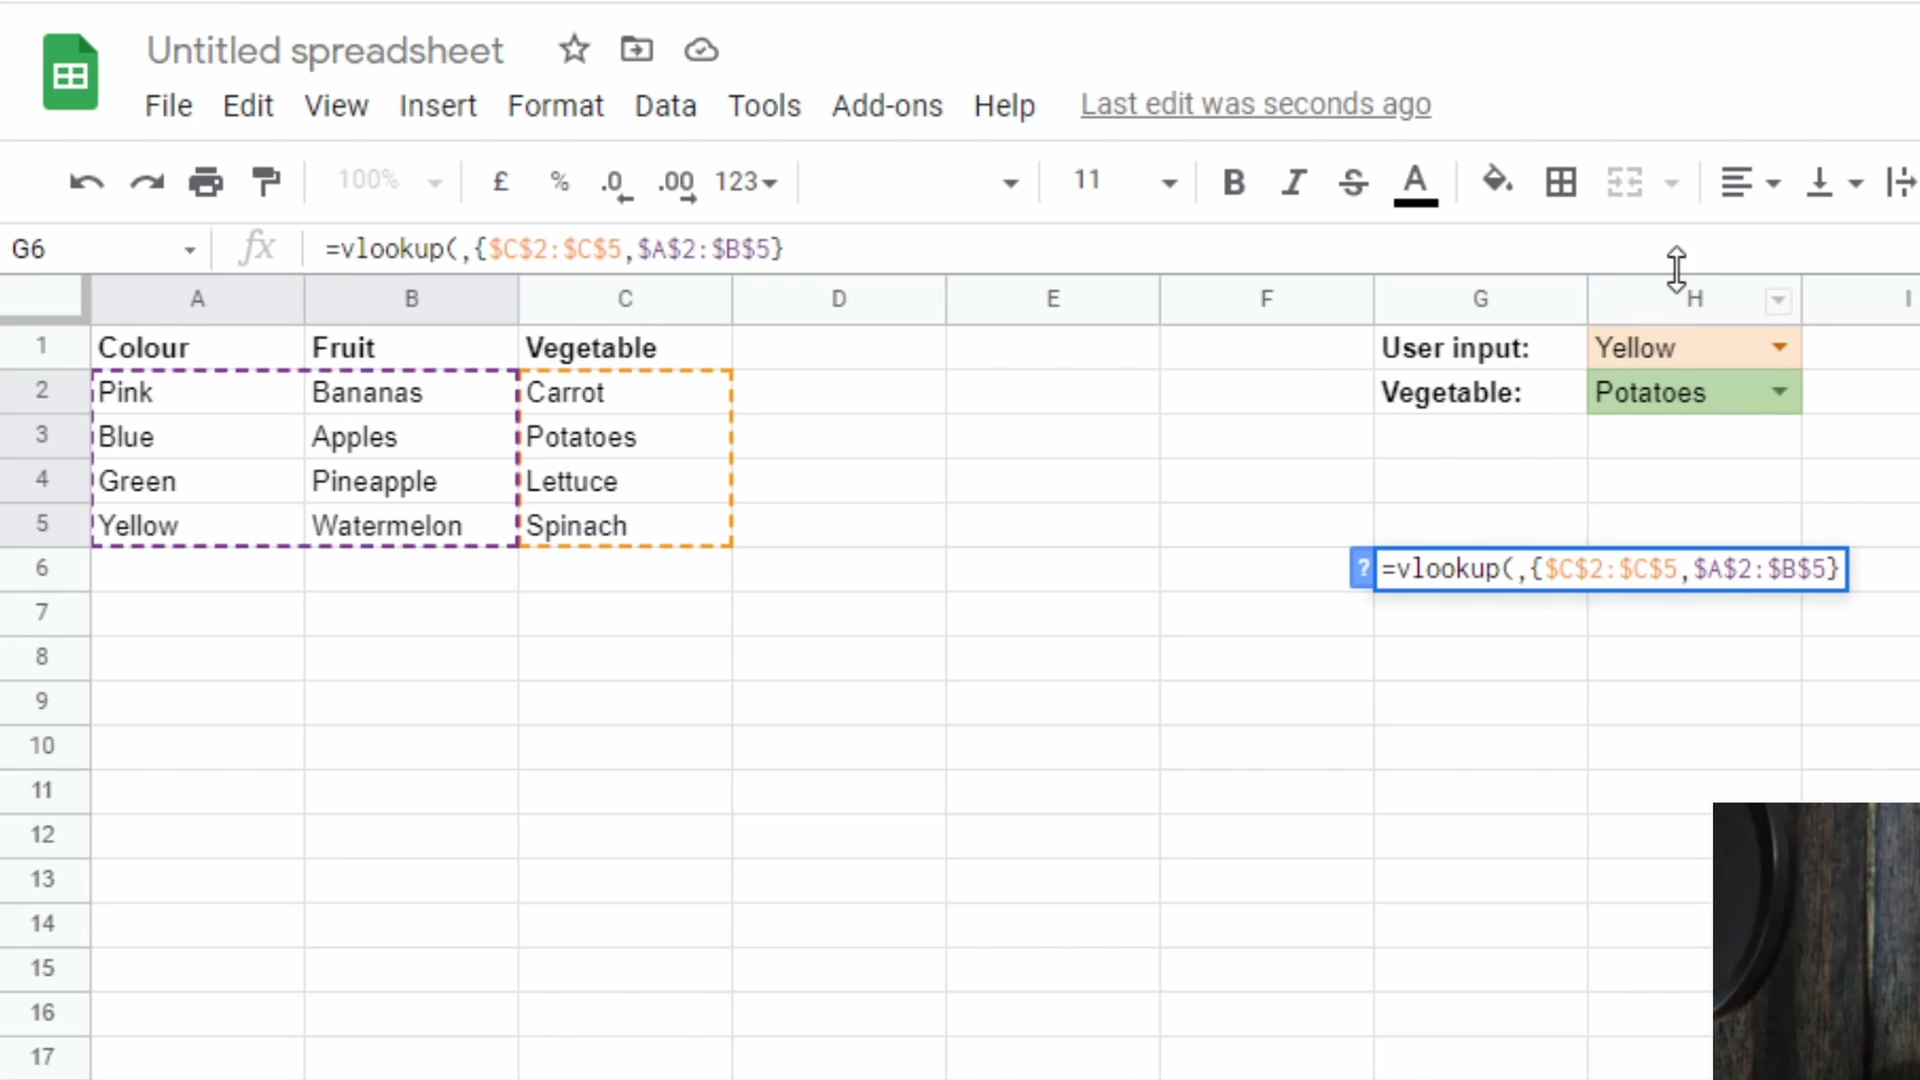 Untitled spreadsheet
File Edit View Insert Format Data Tools Add-ons Help Last edit was seconds ago
100% £ % .0 .00 123 11 B I S A
G6 fx =vlookup(,{$C$2:$C$5,$A$2:$B$5}
A B C D E F G H I
1 Colour Fruit Vegetable User input: Yellow
2 Pink Bananas Carrot Vegetable: Potatoes
3 Blue Apples Potatoes
4 Green Pineapple Lettuce
5 Yellow Watermelon Spinach
6 ? =vlookup(,{$C$2:$C$5,$A$2:$B$5}
7
8
9
10
11
12
13
14
15
16
17